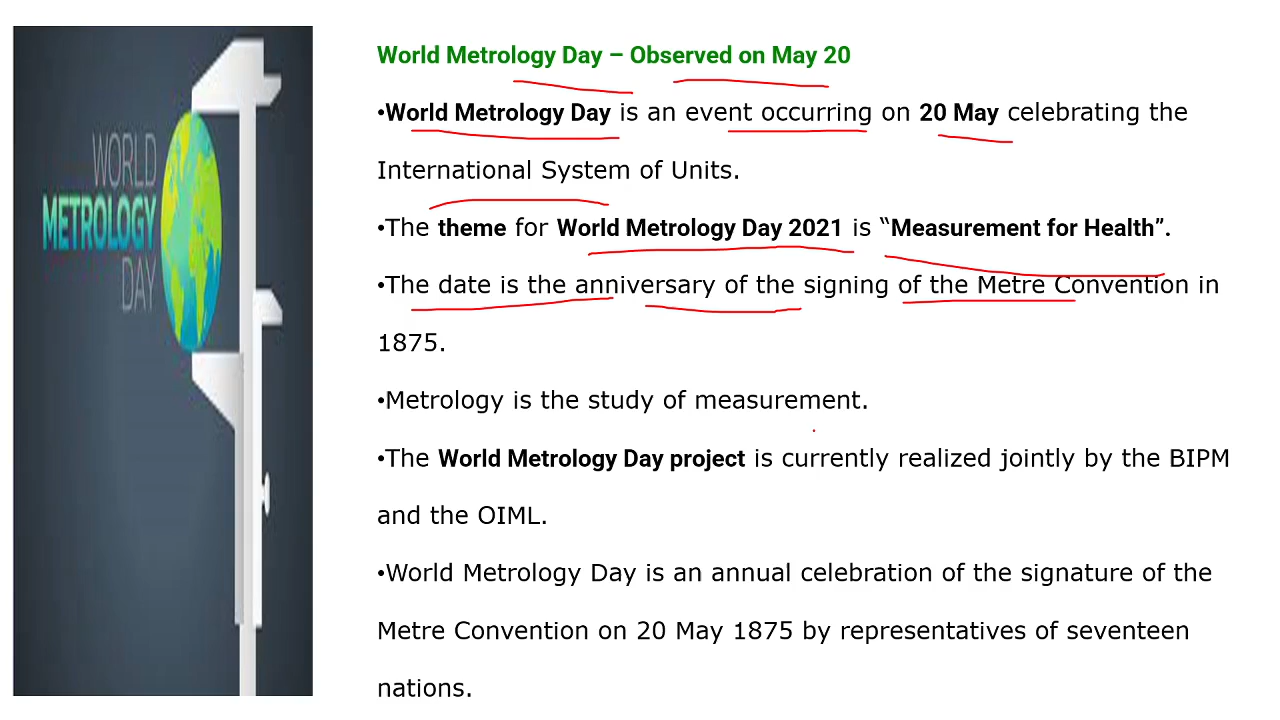 WORLD
METROLOGY
DAY
World Metrology Day – Observed on May 20
•World Metrology Day is an event occurring on 20 May celebrating the
International System of Units.
•The theme for World Metrology Day 2021 is “Measurement for Health”.
•The date is the anniversary of the signing of the Metre Convention in
1875.
•Metrology is the study of measurement.
•The World Metrology Day project is currently realized jointly by the BIPM
and the OIML.
•World Metrology Day is an annual celebration of the signature of the
Metre Convention on 20 May 1875 by representatives of seventeen
nations.